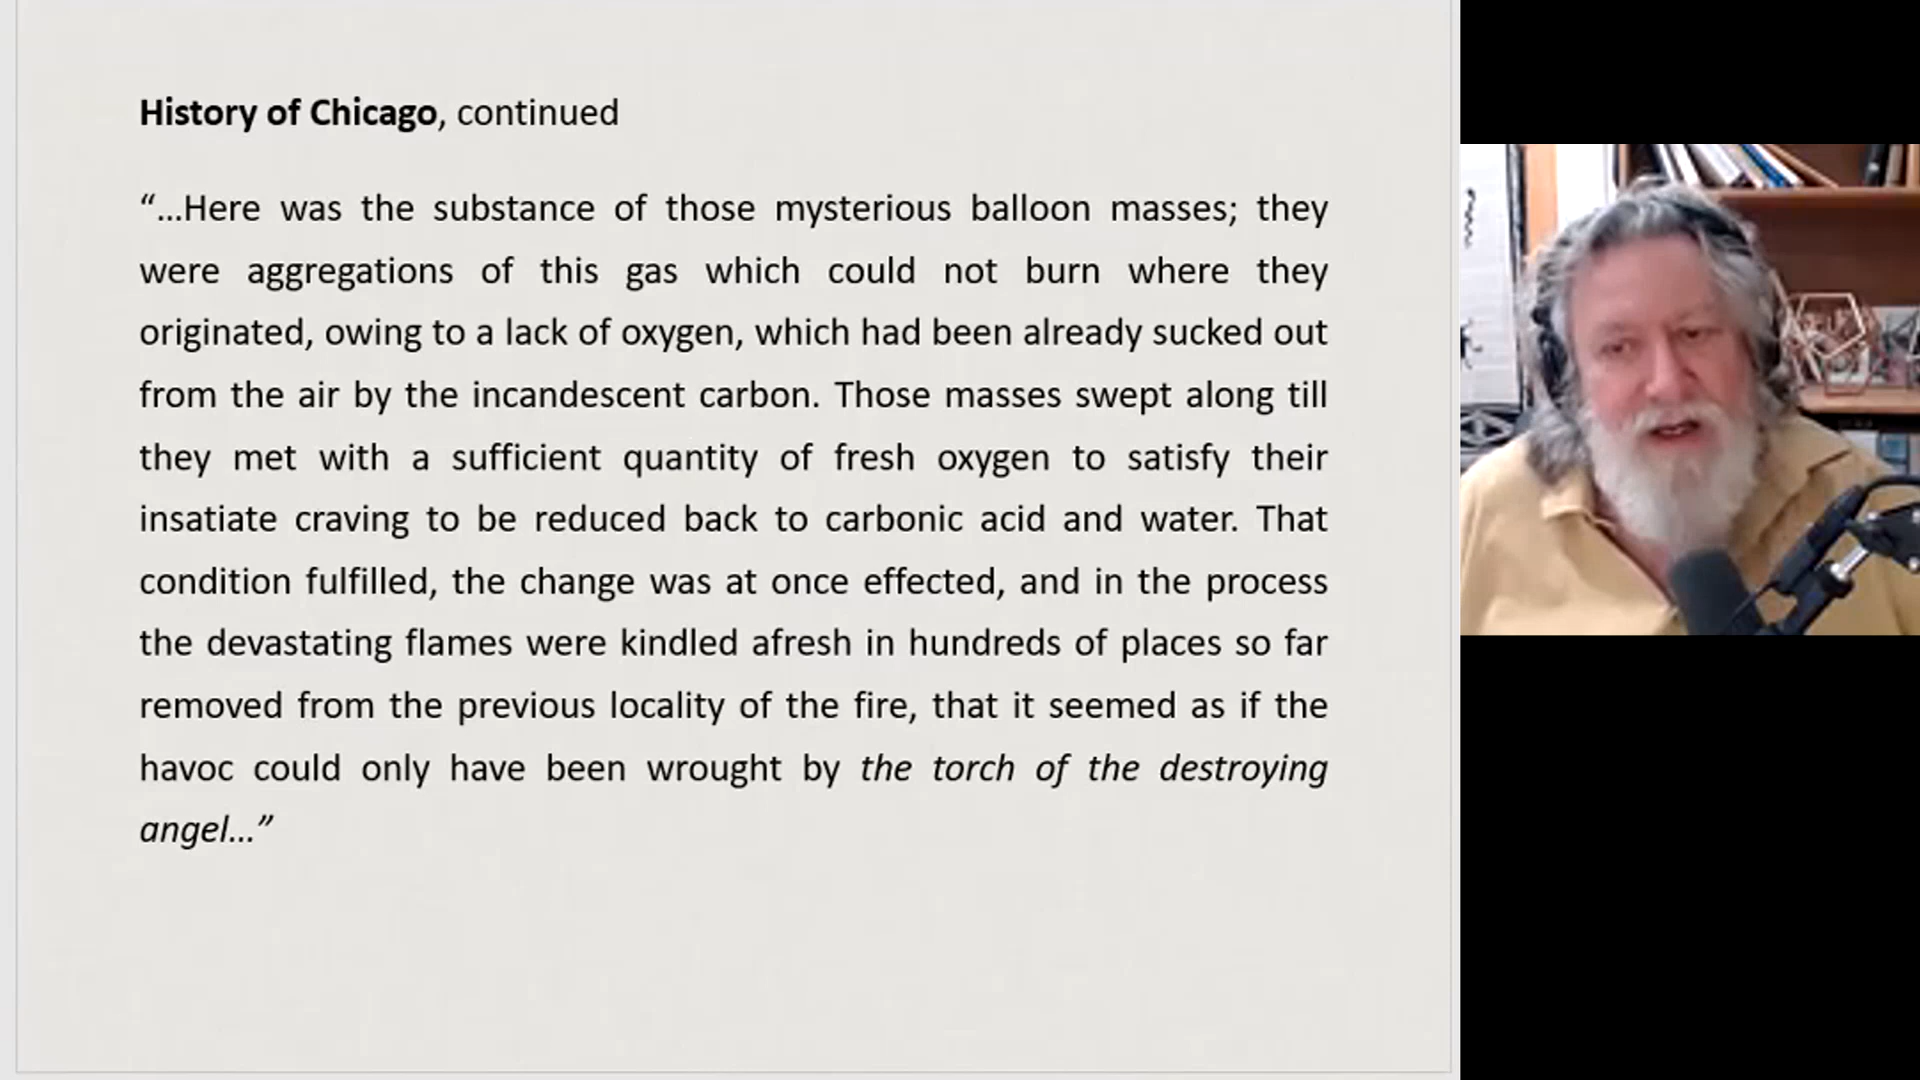 History of Chicago, continued
“...Here was the substance of those mysterious balloon masses; they
were aggregations of this gas which could not burn where they
originated, owing to a lack of oxygen, which had been already sucked out
from the air by the incandescent carbon. Those masses swept along till
they met with a sufficient quantity of fresh oxygen to satisfy their
insatiate craving to be reduced back to carbonic acid and water. That
condition fulfilled, the change was at once effected, and in the process
the devastating flames were kindled afresh in hundreds of places so far
removed from the previous locality of the fire, that it seemed as if the
havoc could only have been wrought by the torch of the destroying
angel...”